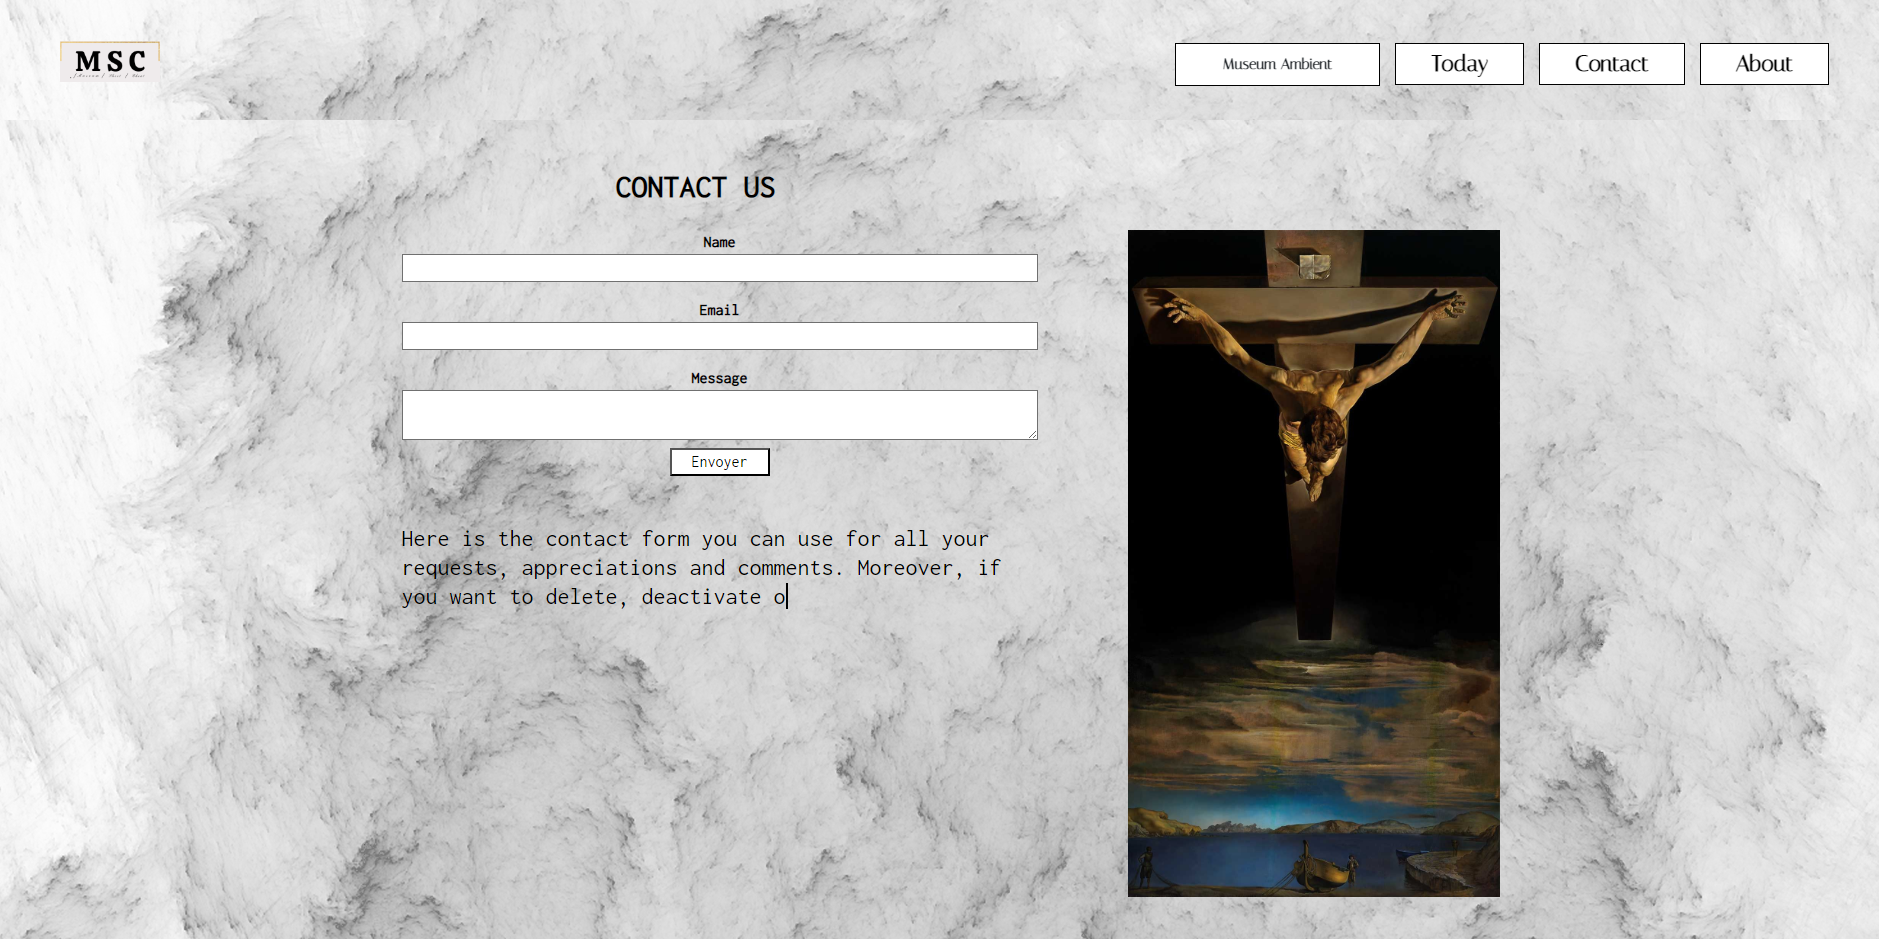 MSC
Museum Ambient
Today
Contact
About
CONTACT US
Name
Email
Message
Envoyer
Here is the contact form you can use for all your
requests, appreciations and comments. Moreover, if
you want to delete, deactivate o